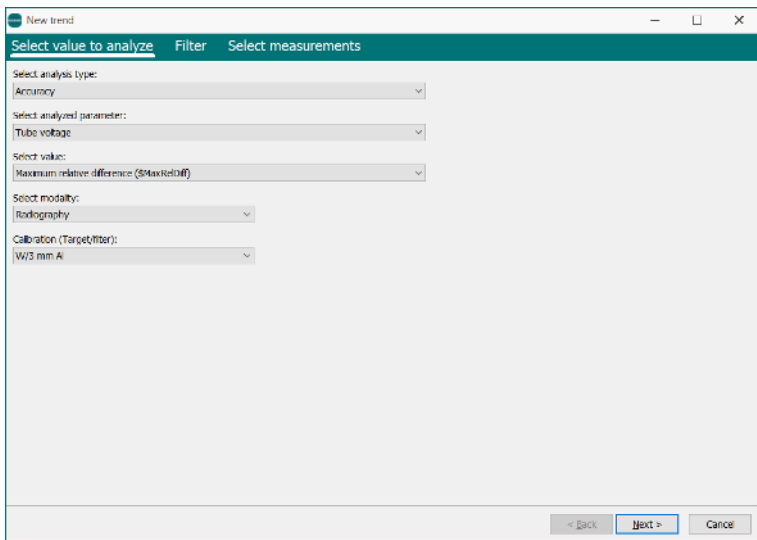 New trend
Select value to analyze Filter Select measurements
Select analysis type:
Accuracy
Select analyzed parameter:
Tube voltage
Select value:
Maximum relative difference ($MaxRelDiff)
Select modality:
Radiography
Calibration (Target/filter):
W/3 mm Al
< Back Next > Cancel